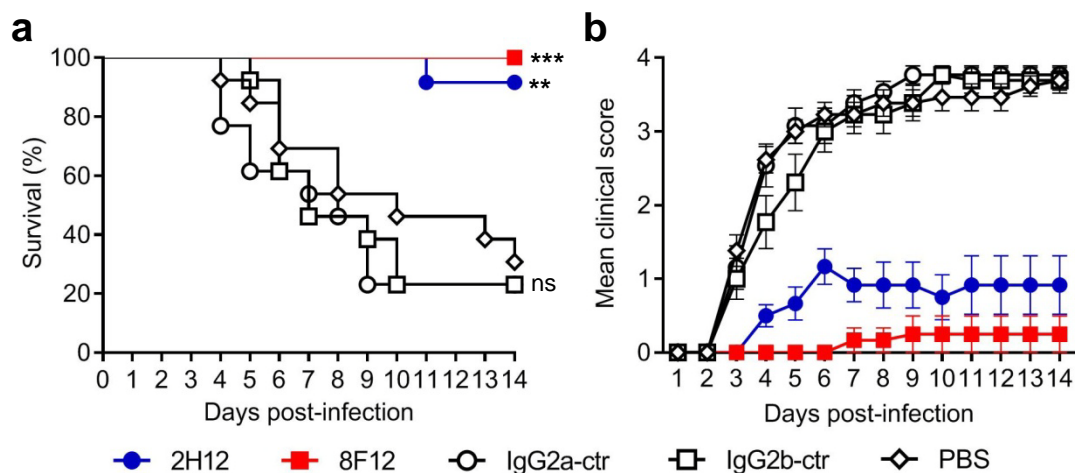 a
b
Survival (%)
100
80
60
40
20
0
***
**
ns
0 1 2 3 4 5 6 7 8 9 10 11 12 13 14
Days post-infection
Mean clinical score
4
3
2
1
0
1 2 3 4 5 6 7 8 9 10 11 12 13 14
Days post-infection
2H12 8F12 IgG2a-ctr IgG2b-ctr PBS